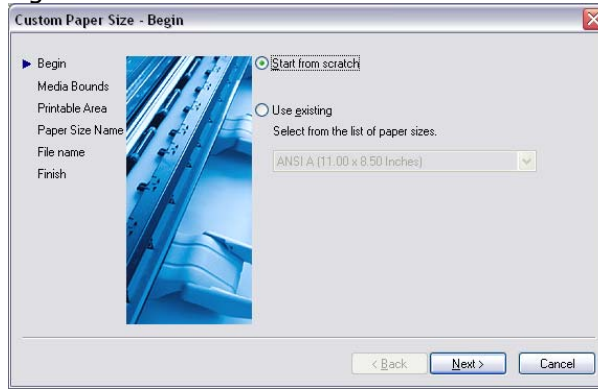 Custom Paper Size - Begin
Begin
Media Bounds
Printable Area
Paper Size Name
File name
Finish
Start from scratch
Use existing
Select from the list of paper sizes.
ANSI A (11.00 x 8.50 Inches)
< Back
Next >
Cancel